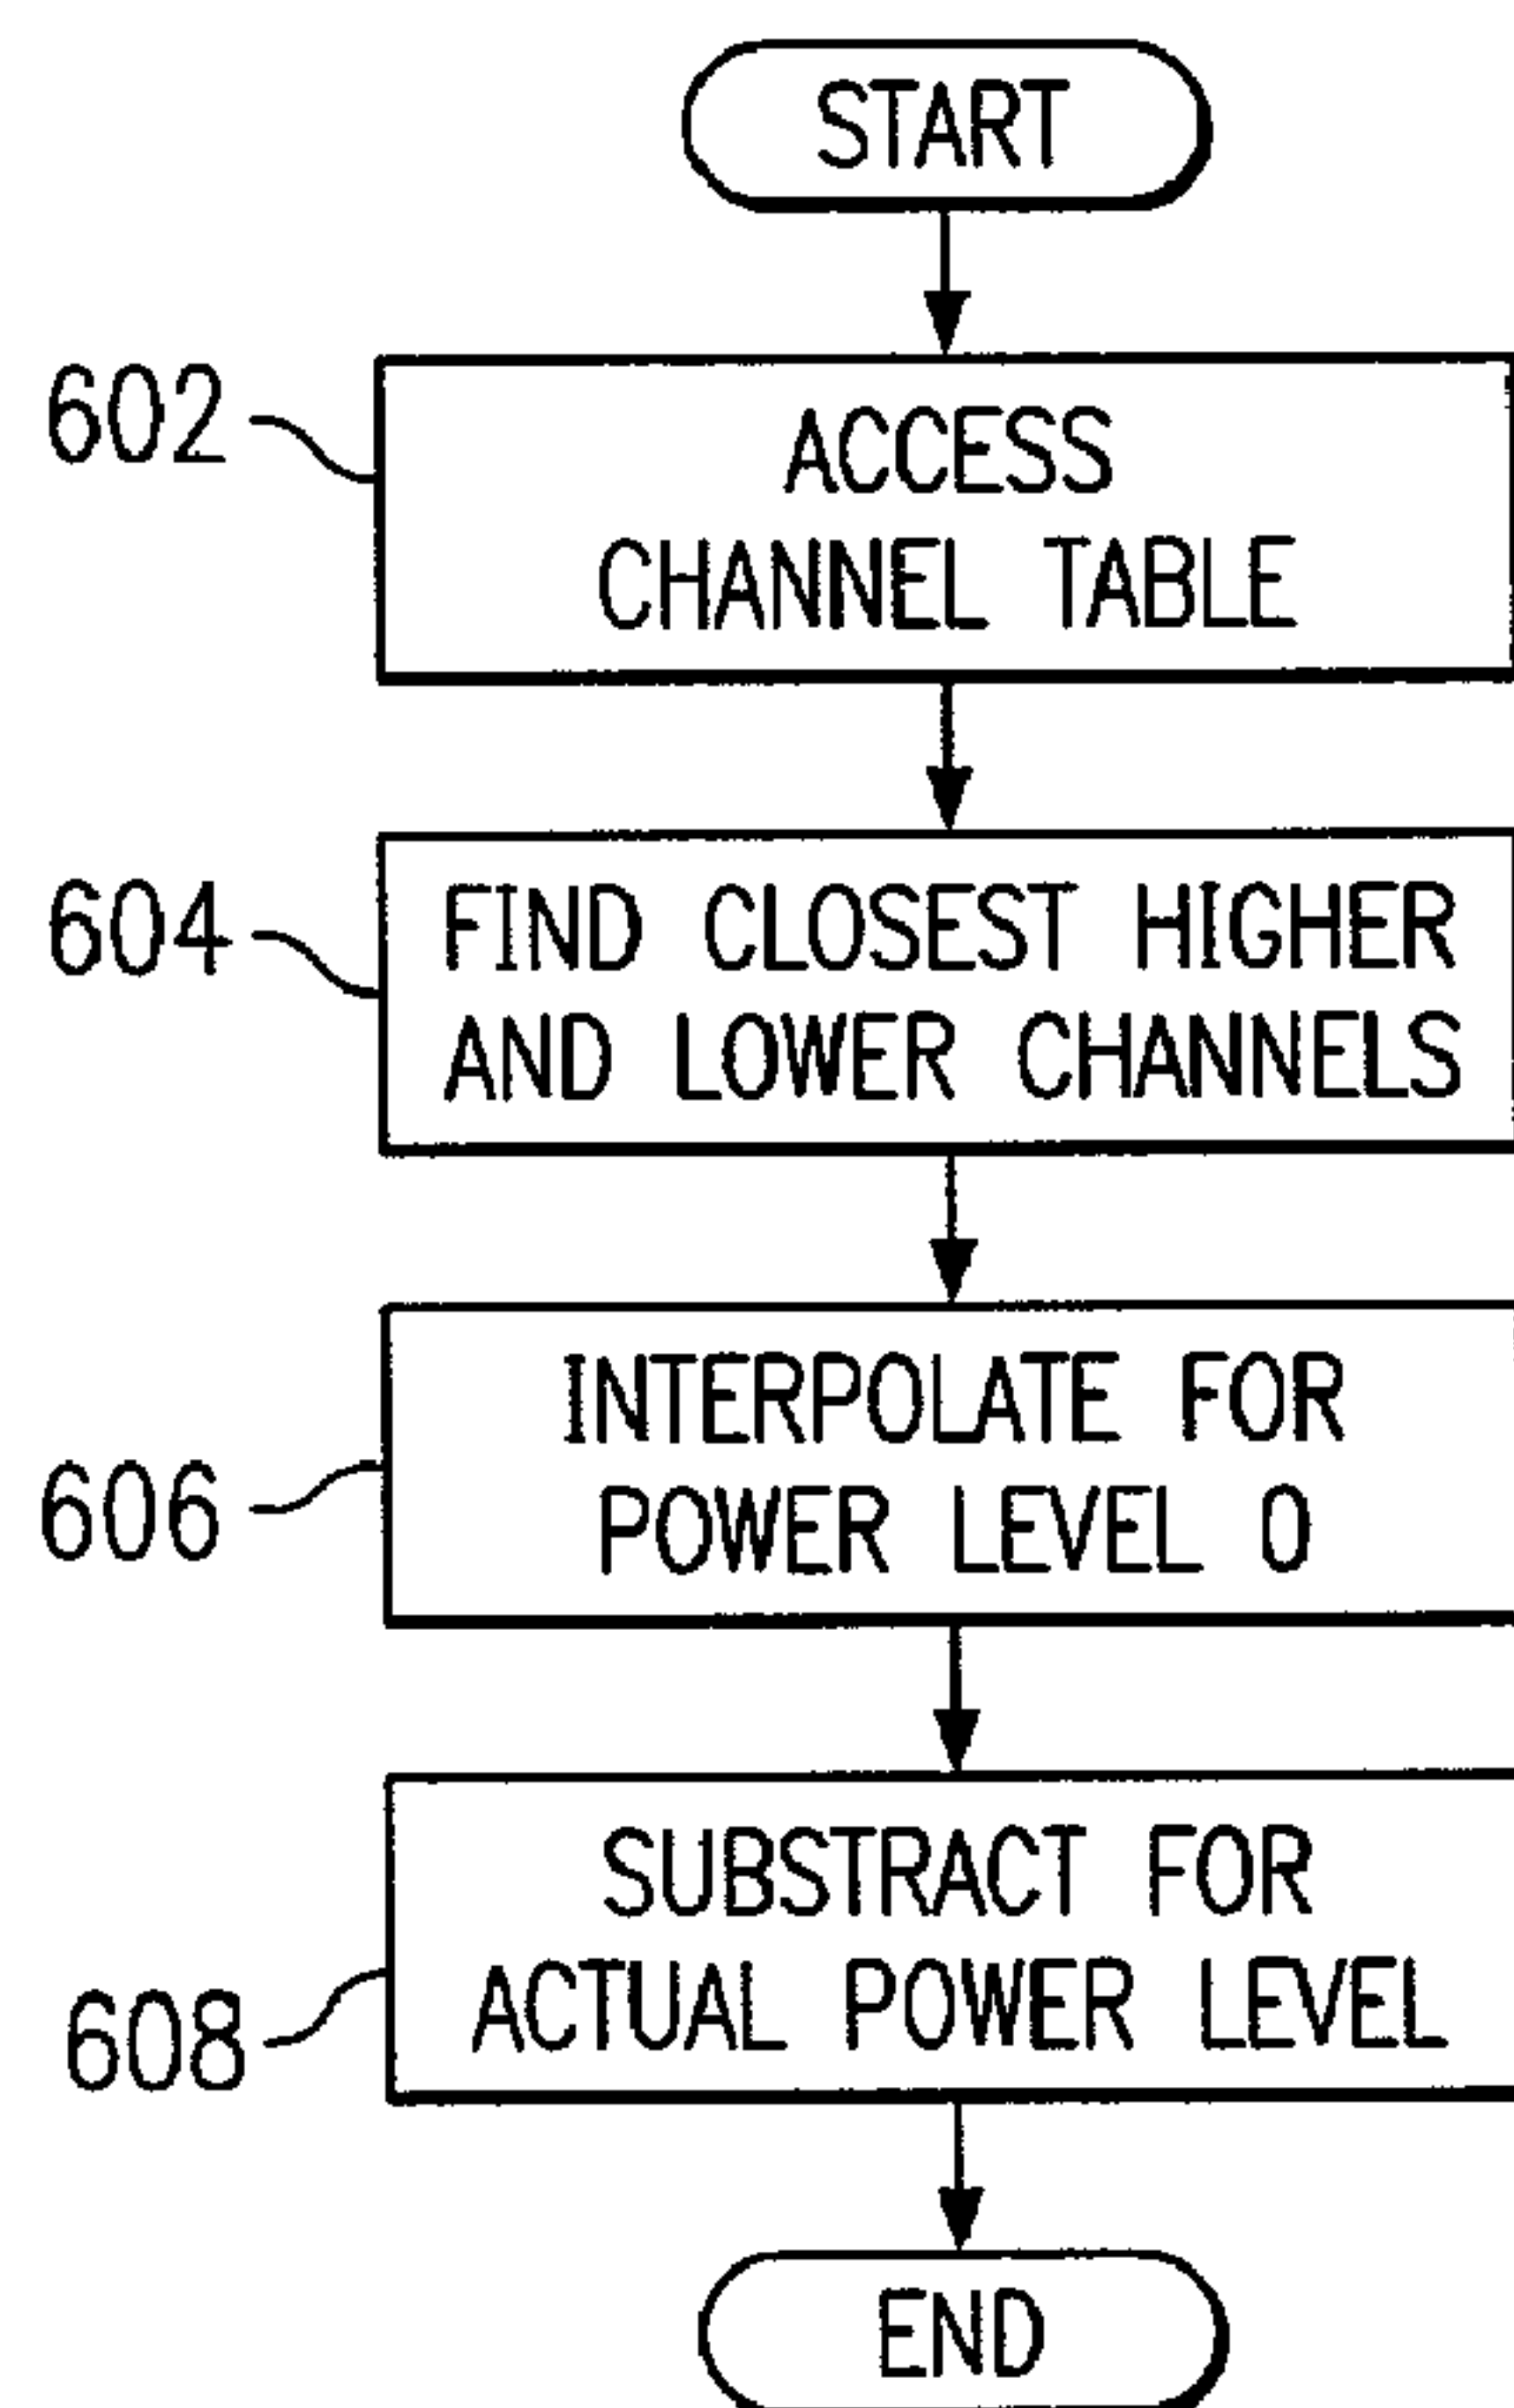 START
602
ACCESS
CHANNEL TABLE
604
FIND CLOSEST HIGHER
AND LOWER CHANNELS
606
INTERPOLATE FOR
POWER LEVEL 0
608
SUBSTRACT FOR
ACTUAL POWER LEVEL
END